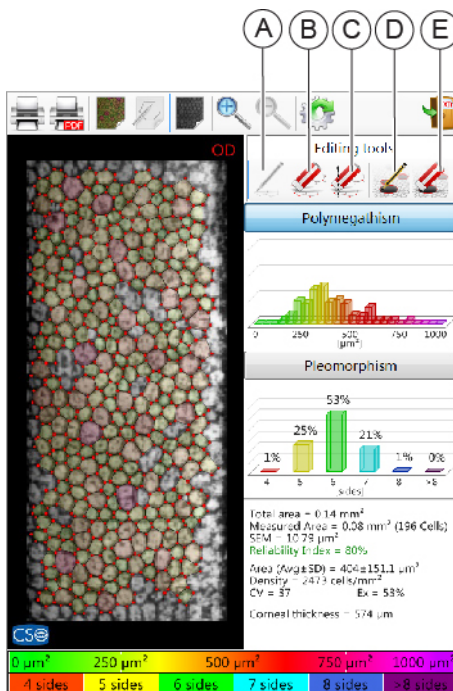 A B C D E
PDF
OD
Editing tools
Polymegathism
0 250 500 750 1000
[µm²]
Pleomorphism
1% 25% 53% 21% 1% 0%
4 5 6 7 8 >8
sides]
Total area = 0.14 mm²
Measured Area = 0.08 mm² (196 Cells)
SEM = 10.79 µm²
Reliability Index = 80%
Area (Avg±SD) = 404±151.1 µm²
Density = 2473 cells/mm²
CV = 37 Ex = 53%
Corneal thickness = 574 µm
CSO
0 µm² 250 µm² 500 µm² 750 µm² 1000 µm²
4 sides 5 sides 6 sides 7 sides 8 sides >8 sides